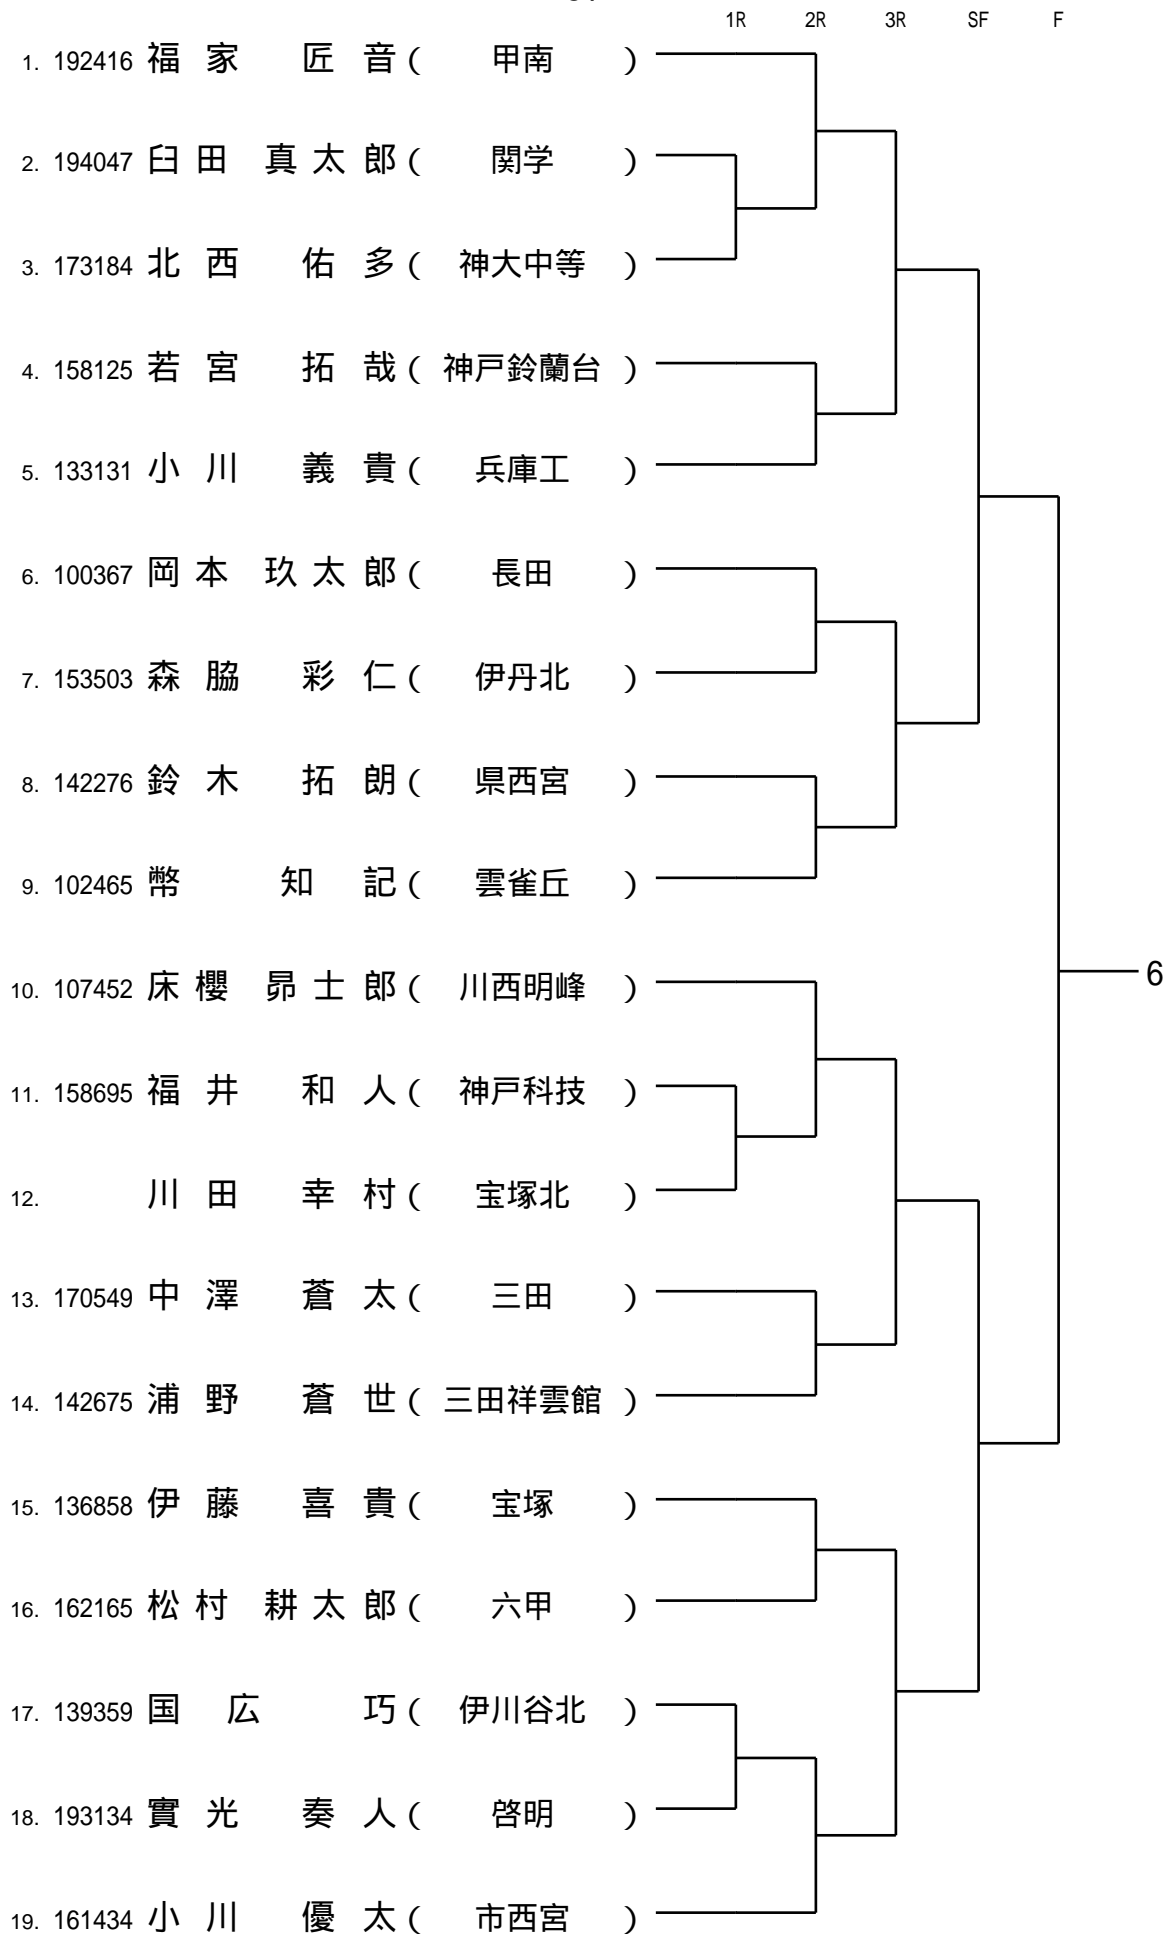 1R 2R 3R SF F
1. 192416 福家 匠音 ( 甲南 )
2. 194047 臼田 真太郎 ( 関学 )
3. 173184 北西 佑多 ( 神大中等 )
4. 158125 若宮 拓哉 ( 神戸鈴蘭台 )
5. 133131 小川 義貴 ( 兵庫工 )
6. 100367 岡本 玖太郎 ( 長田 )
7. 153503 森脇 彩仁 ( 伊丹北 )
8. 142276 鈴木 拓朗 ( 県西宮 )
9. 102465 幣 知記 ( 雲雀丘 )
10. 107452 床櫻 昴士郎 ( 川西明峰 )
6
11. 158695 福井 和人 ( 神戸科技 )
12. 川田 幸村 ( 宝塚北 )
13. 170549 中澤 蒼太 ( 三田 )
14. 142675 浦野 蒼世 ( 三田祥雲館 )
15. 136858 伊藤 喜貴 ( 宝塚 )
16. 162165 松村 耕太郎 ( 六甲 )
17. 139359 国広 巧 ( 伊川谷北 )
18. 193134 實光 奏人 ( 啓明 )
19. 161434 小川 優太 ( 市西宮 )